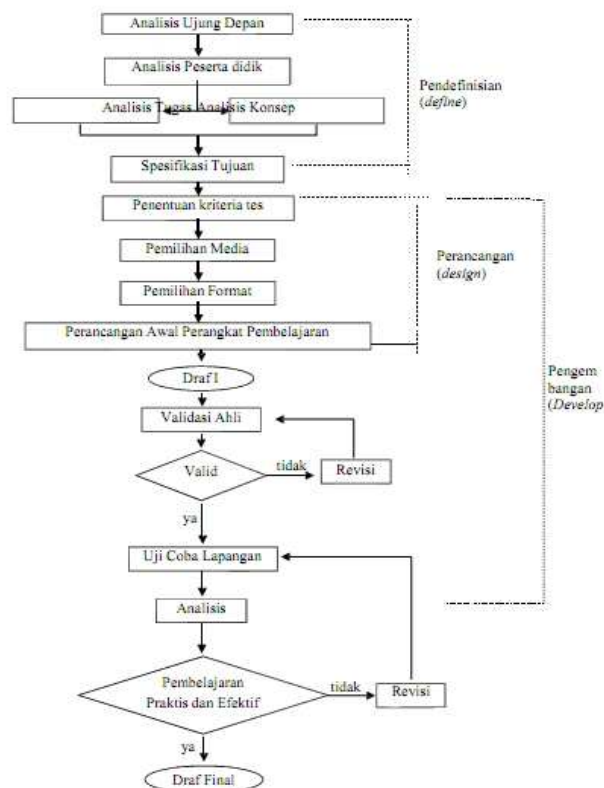 Analisis Ujung Depan
Analisis Peserta didik
Analisis Tugas Analisis Konsep
Spesifikasi Tujuan
Pendefinisian
(define)
Penentuan kriteria tes
Pemilihan Media
Pemilihan Format
Perancangan Awal Perangkat Pembelajaran
Perancangan
(design)
Draf I
Validasi Ahli
Valid
tidak
Revisi
ya
Pengem
bangan
(Develop
Uji Coba Lapangan
Analisis
Pembelajaran
Praktis dan Efektif
tidak
Revisi
ya
Draf Final